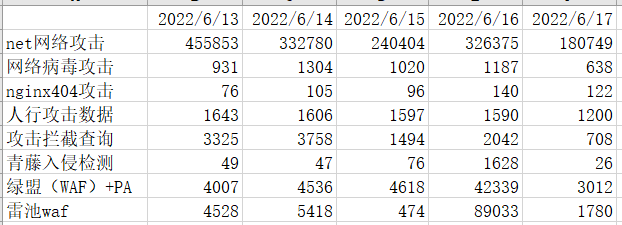 2022/6/13 2022/6/14 2022/6/15 2022/6/16 2022/6/17
net网络攻击 455853 332780 240404 326375 180749
网络病毒攻击 931 1304 1020 1187 638
nginx404攻击 76 105 96 140 122
人行攻击数据 1643 1606 1597 1590 1200
攻击拦截查询 3325 3758 1494 2042 708
青藤入侵检测 49 47 76 1628 26
绿盟（WAF）+PA 4007 4536 4618 42339 3012
雷池waf 4528 5418 474 89033 1780